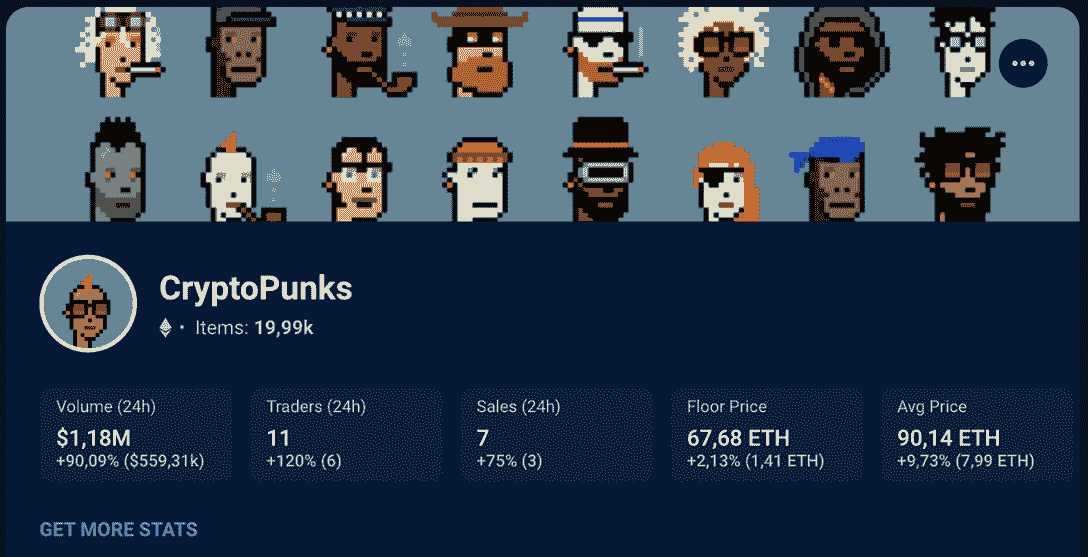 CryptoPunks
Items: 19,99k
Volume (24h)
$1,18M
+90,09% ($559,31k)
Traders (24h)
11
+120% (6)
Sales (24h)
7
+75% (3)
Floor Price
67,68 ETH
+2,13% (1,41 ETH)
Avg Price
90,14 ETH
+9,73% (7,99 ETH)
GET MORE STATS